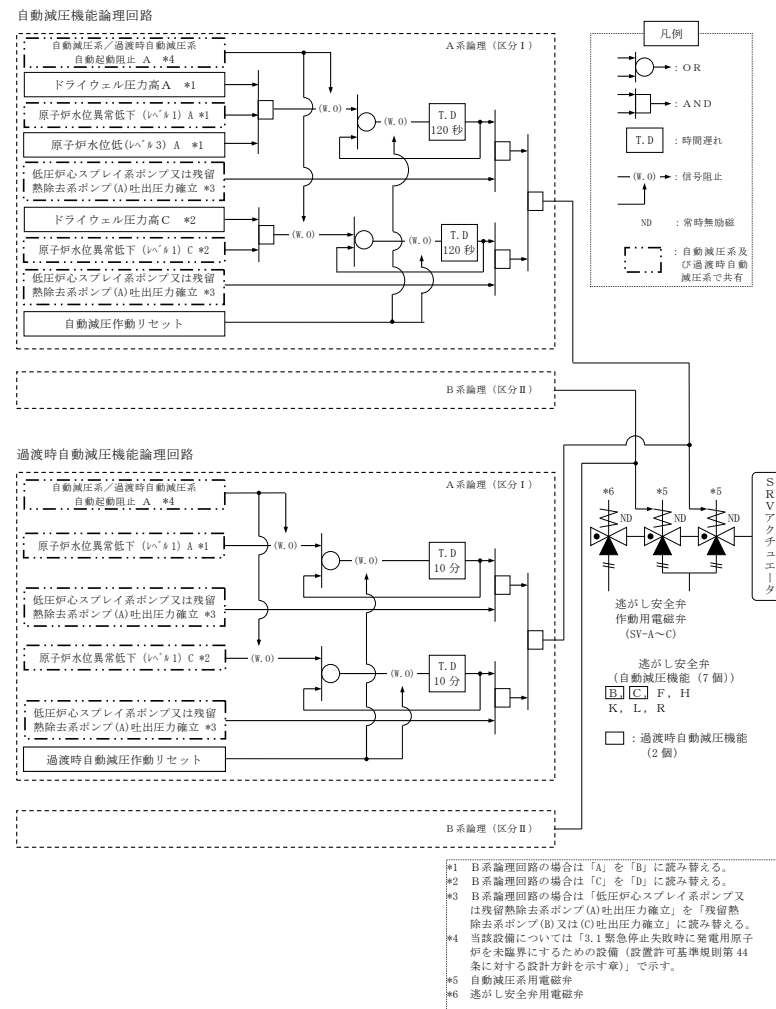 自動減圧機能論理回路
A系論理（区分Ⅰ）
自動減圧系／過渡時自動減圧系
自動起動阻止 A *4
ドライウェル圧力高A *1
原子炉水位異常低下（ﾚﾍﾞﾙ1）A *1
原子炉水位低(ﾚﾍﾞﾙ3) A *1
低圧炉心スプレイ系ポンプ又は残留
熱除去系ポンプ(A)吐出圧力確立 *3
ドライウェル圧力高C *2
原子炉水位異常低下（ﾚﾍﾞﾙ1）C *2
低圧炉心スプレイ系ポンプ又は残留
熱除去系ポンプ(A)吐出圧力確立 *3
自動減圧作動リセット
(W.O)
(W.O)
T.D
120秒
(W.O)
(W.O)
T.D
120秒
B系論理（区分Ⅱ）
凡例
：OR
：AND
T.D ：時間遅れ
(W.O) ：信号阻止
ND ：常時無励磁
：自動減圧系及
び過渡時自動
減圧系で共有
過渡時自動減圧機能論理回路
A系論理（区分Ⅰ）
自動減圧系／過渡時自動減圧系
自動起動阻止 A *4
原子炉水位異常低下（ﾚﾍﾞﾙ1）A *1
低圧炉心スプレイ系ポンプ又は残留
熱除去系ポンプ(A)吐出圧力確立 *3
原子炉水位異常低下（ﾚﾍﾞﾙ1）C *2
低圧炉心スプレイ系ポンプ又は残留
熱除去系ポンプ(A)吐出圧力確立 *3
過渡時自動減圧作動リセット
(W.O)
(W.O)
T.D
10分
(W.O)
(W.O)
T.D
10分
B系論理（区分Ⅱ）
*6 *5 *5
ND ND ND
SRVアクチュエータ
逃がし安全弁
作動用電磁弁
(SV-A～C)
逃がし安全弁
(自動減圧機能（7個）)
B, C, F, H
K, L, R
：過渡時自動減圧機能
（2個）
*1 B系論理回路の場合は「A」を「B」に読み替える。
*2 B系論理回路の場合は「C」を「D」に読み替える。
*3 B系論理回路の場合は「低圧炉心スプレイ系ポンプ又
は残留熱除去系ポンプ(A)吐出圧力確立」を「残留熱
除去系ポンプ(B)又は(C)吐出圧力確立」に読み替える。
*4 当該設備については「3.1 緊急停止失敗時に発電用原子
炉を未臨界にするための設備（設置許可基準規則第44
条に対する設計方針を示す章）」で示す。
*5 自動減圧系用電磁弁
*6 逃がし安全弁用電磁弁